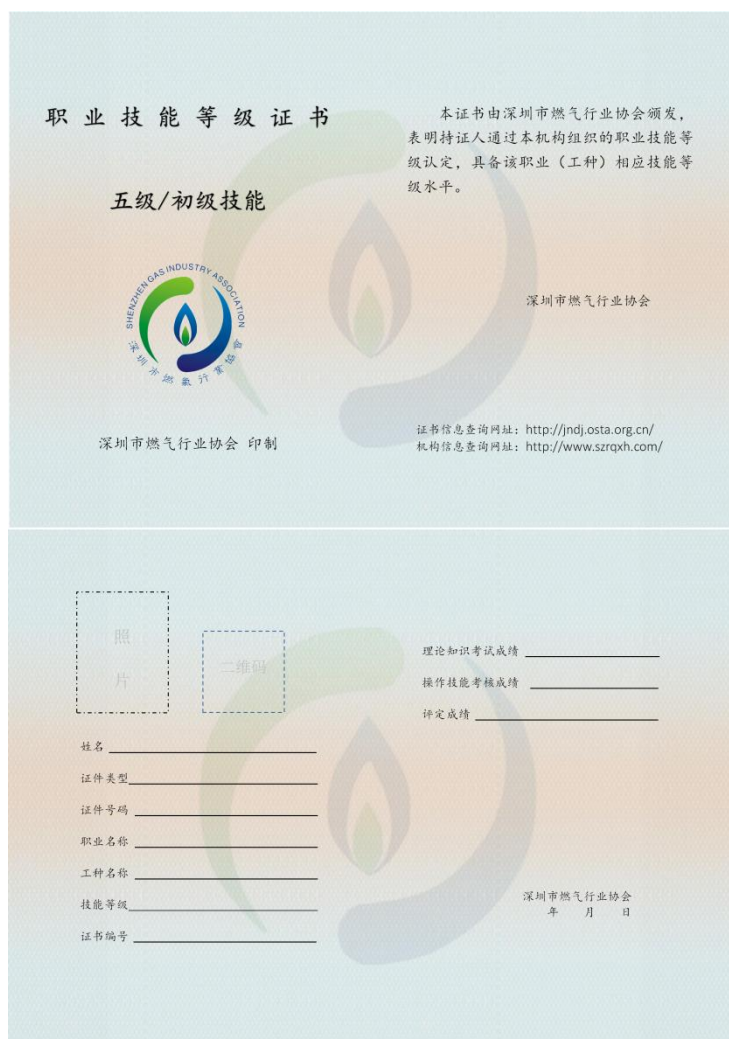 职业技能等级证书
五级/初级技能
SHENZHEN GAS INDUSTRY ASSOCIATION
深圳市燃氣行業協會
深圳市燃气行业协会 印制
本证书由深圳市燃气行业协会颁发，
表明持证人通过本机构组织的职业技能等
级认定，具备该职业（工种）相应技能等
级水平。
深圳市燃气行业协会
证书信息查询网址：http://jndj.osta.org.cn/
机构信息查询网址：http://www.szrqxh.com/
照
片
二维码
姓名
证件类型
证件号码
职业名称
工种名称
技能等级
证书编号
理论知识考试成绩
操作技能考核成绩
评定成绩
深圳市燃气行业协会
年 月 日